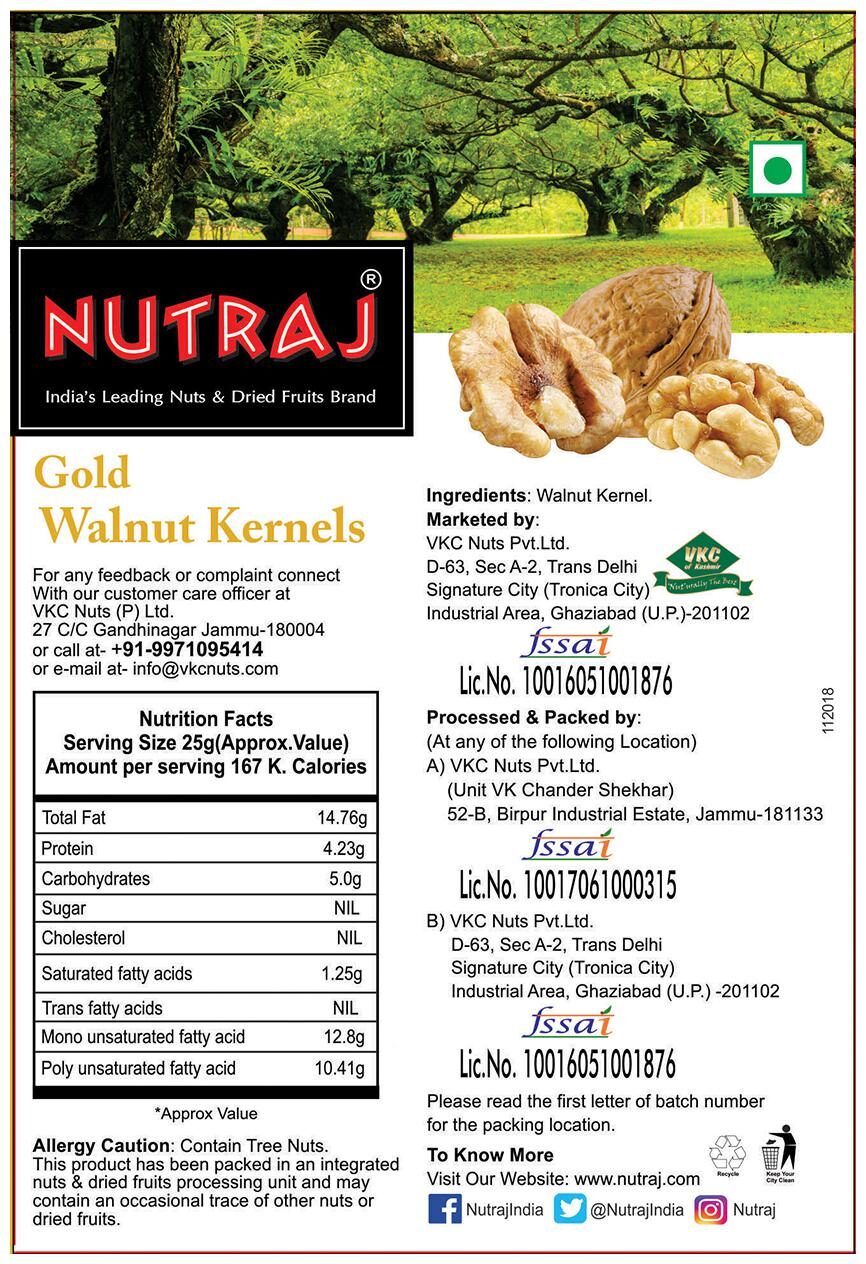 NUTRAJ®
India's Leading Nuts & Dried Fruits Brand
Gold
Walnut Kernels
For any feedback or complaint connect
With our customer care officer at
VKC Nuts (P) Ltd.
27 C/C Gandhinagar Jammu-180004
or call at- +91-9971095414
or e-mail at- info@vkcnuts.com
Nutrition Facts
Serving Size 25g(Approx.Value)
Amount per serving 167 K. Calories
Total Fat 14.76g
Protein 4.23g
Carbohydrates 5.0g
Sugar NIL
Cholesterol NIL
Saturated fatty acids 1.25g
Trans fatty acids NIL
Mono unsaturated fatty acid 12.8g
Poly unsaturated fatty acid 10.41g
*Approx Value
Allergy Caution: Contain Tree Nuts.
This product has been packed in an integrated
nuts & dried fruits processing unit and may
contain an occasional trace of other nuts or
dried fruits.
Ingredients: Walnut Kernel.
Marketed by:
VKC Nuts Pvt.Ltd.
D-63, Sec A-2, Trans Delhi
Signature City (Tronica City)
Industrial Area, Ghaziabad (U.P.)-201102
VKC
of Kashmir
"Nut'urally The Best"
fssai
Lic.No. 10016051001876
Processed & Packed by:
(At any of the following Location)
A) VKC Nuts Pvt.Ltd.
(Unit VK Chander Shekhar)
52-B, Birpur Industrial Estate, Jammu-181133
fssai
Lic.No. 10017061000315
B) VKC Nuts Pvt.Ltd.
D-63, Sec A-2, Trans Delhi
Signature City (Tronica City)
Industrial Area, Ghaziabad (U.P.) -201102
fssai
Lic.No. 10016051001876
Please read the first letter of batch number
for the packing location.
To Know More
Visit Our Website: www.nutraj.com
Recycle
Keep Your
City Clean
NutrajIndia @NutrajIndia Nutraj
112018